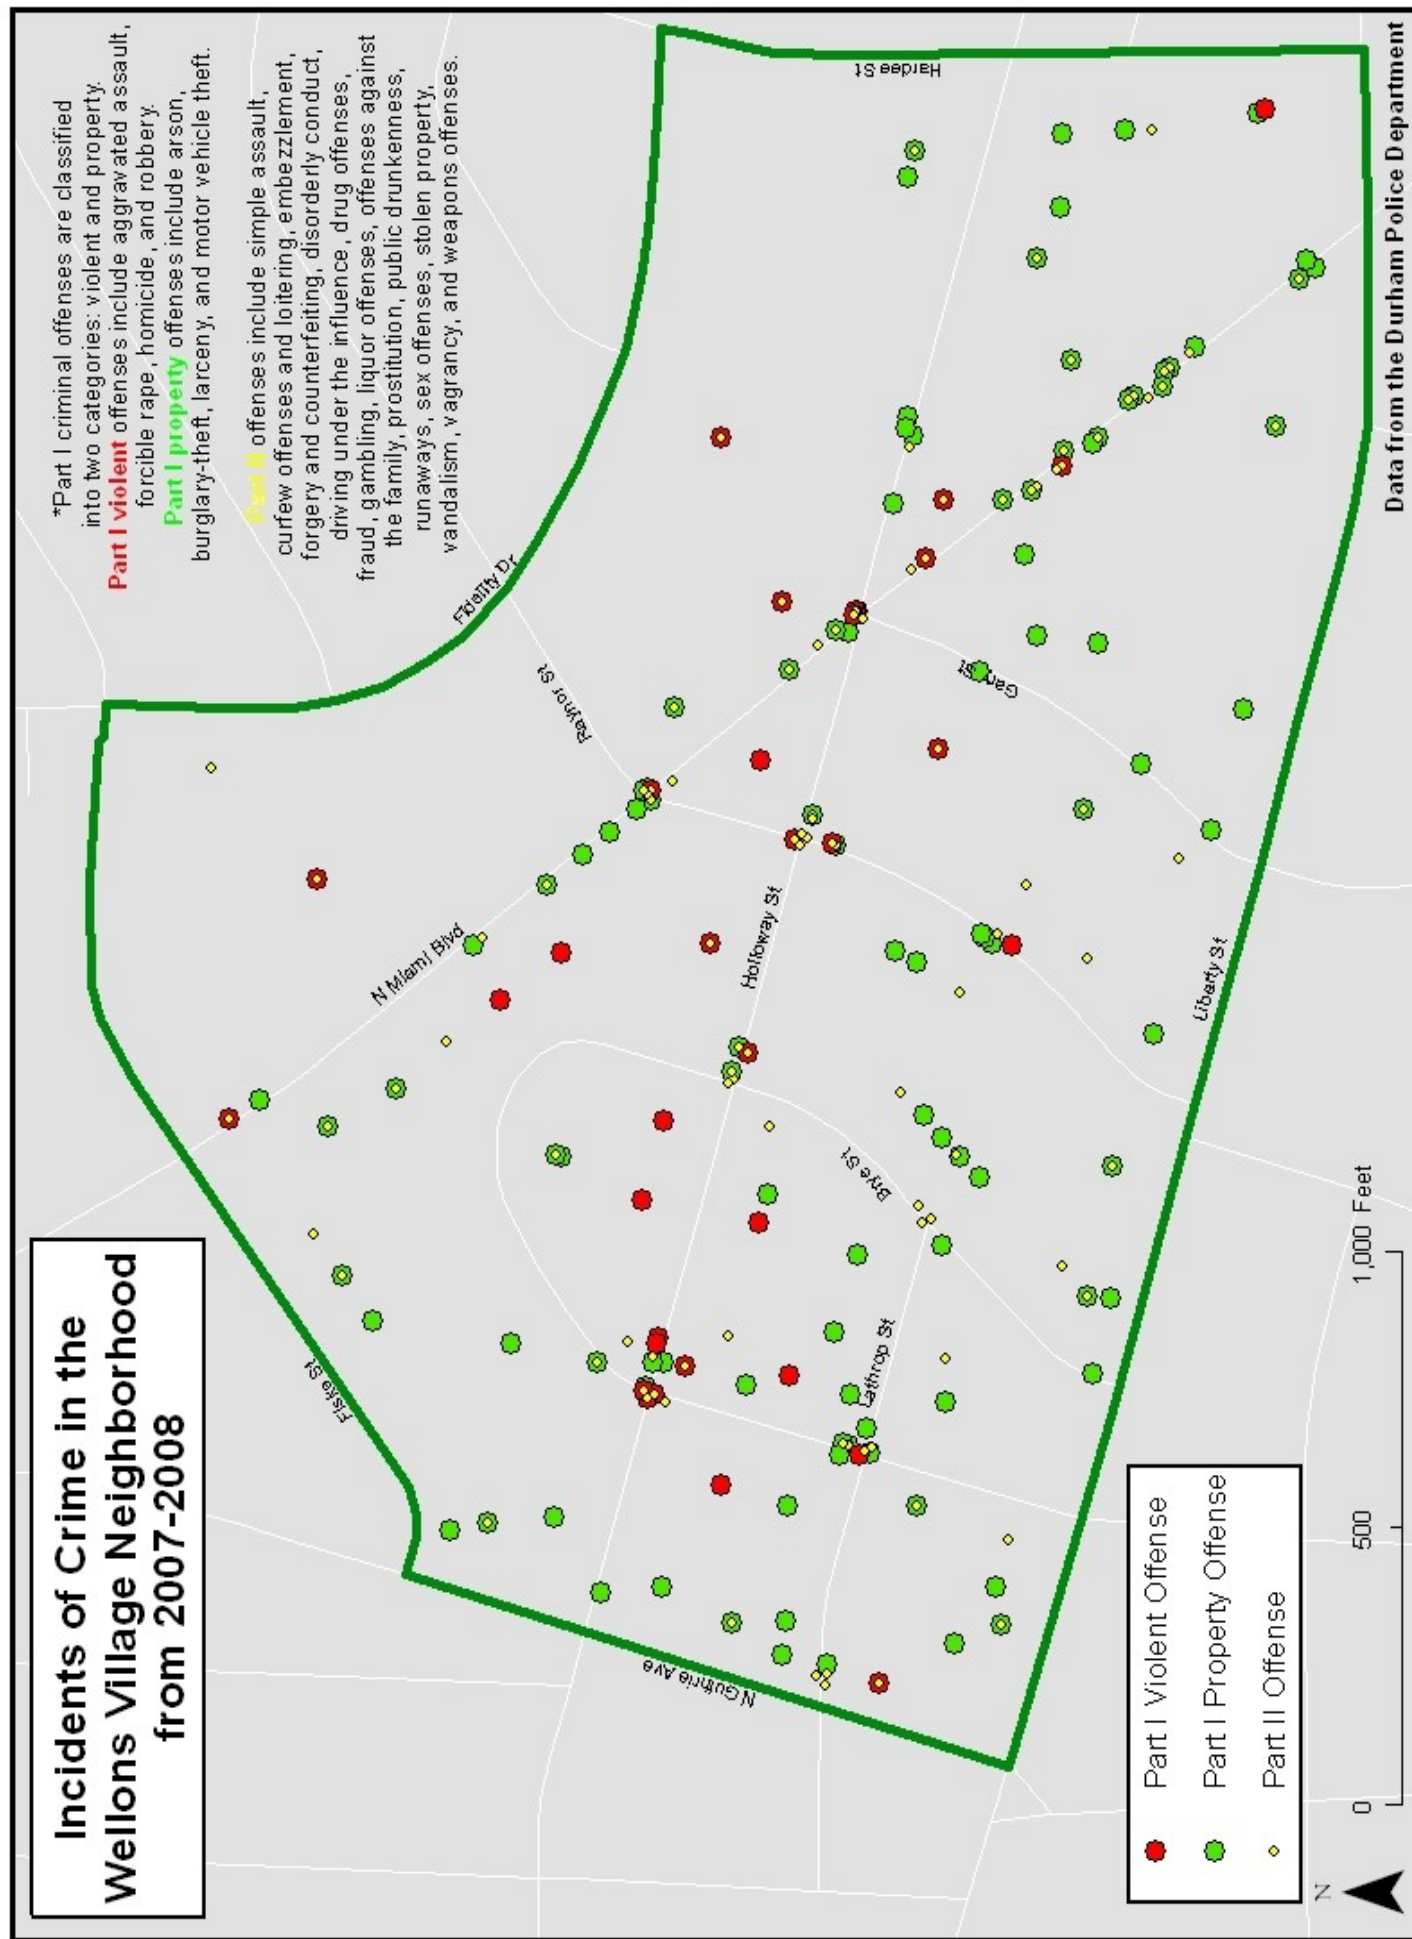 Incidents of Crime in the
Wellons Village Neighborhood
from 2007-2008
*Part I criminal offenses are classified
into two categories: violent and property.
Part I violent offenses include aggravated assault,
forcible rape, homicide, and robbery.
Part I property offenses include arson,
burglary-theft, larceny, and motor vehicle theft.
Part II offenses include simple assault,
curfew offenses and loitering, embezzlement,
forgery and counterfeiting, disorderly conduct,
driving under the influence, drug offenses,
fraud, gambling, liquor offenses, offenses against
the family, prostitution, public drunkenness,
runaways, sex offenses, stolen property,
vandalism, vagrancy, and weapons offenses.
Fiske St
N Miami Blvd
Fidelity Dr
Raynor St
Hardee St
N Guthrie Ave
Holloway St
Gary St
Brye St
Lathrop St
Liberty St
Part I Violent Offense
Part I Property Offense
Part II Offense
N
0 500 1,000 Feet
Data from the Durham Police Department